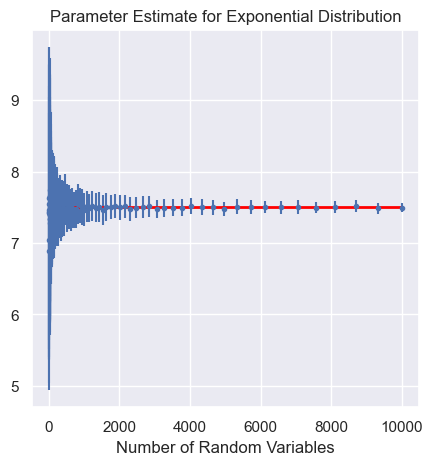 Parameter Estimate for Exponential Distribution
9
8
7
6
5
0 2000 4000 6000 8000 10000
Number of Random Variables